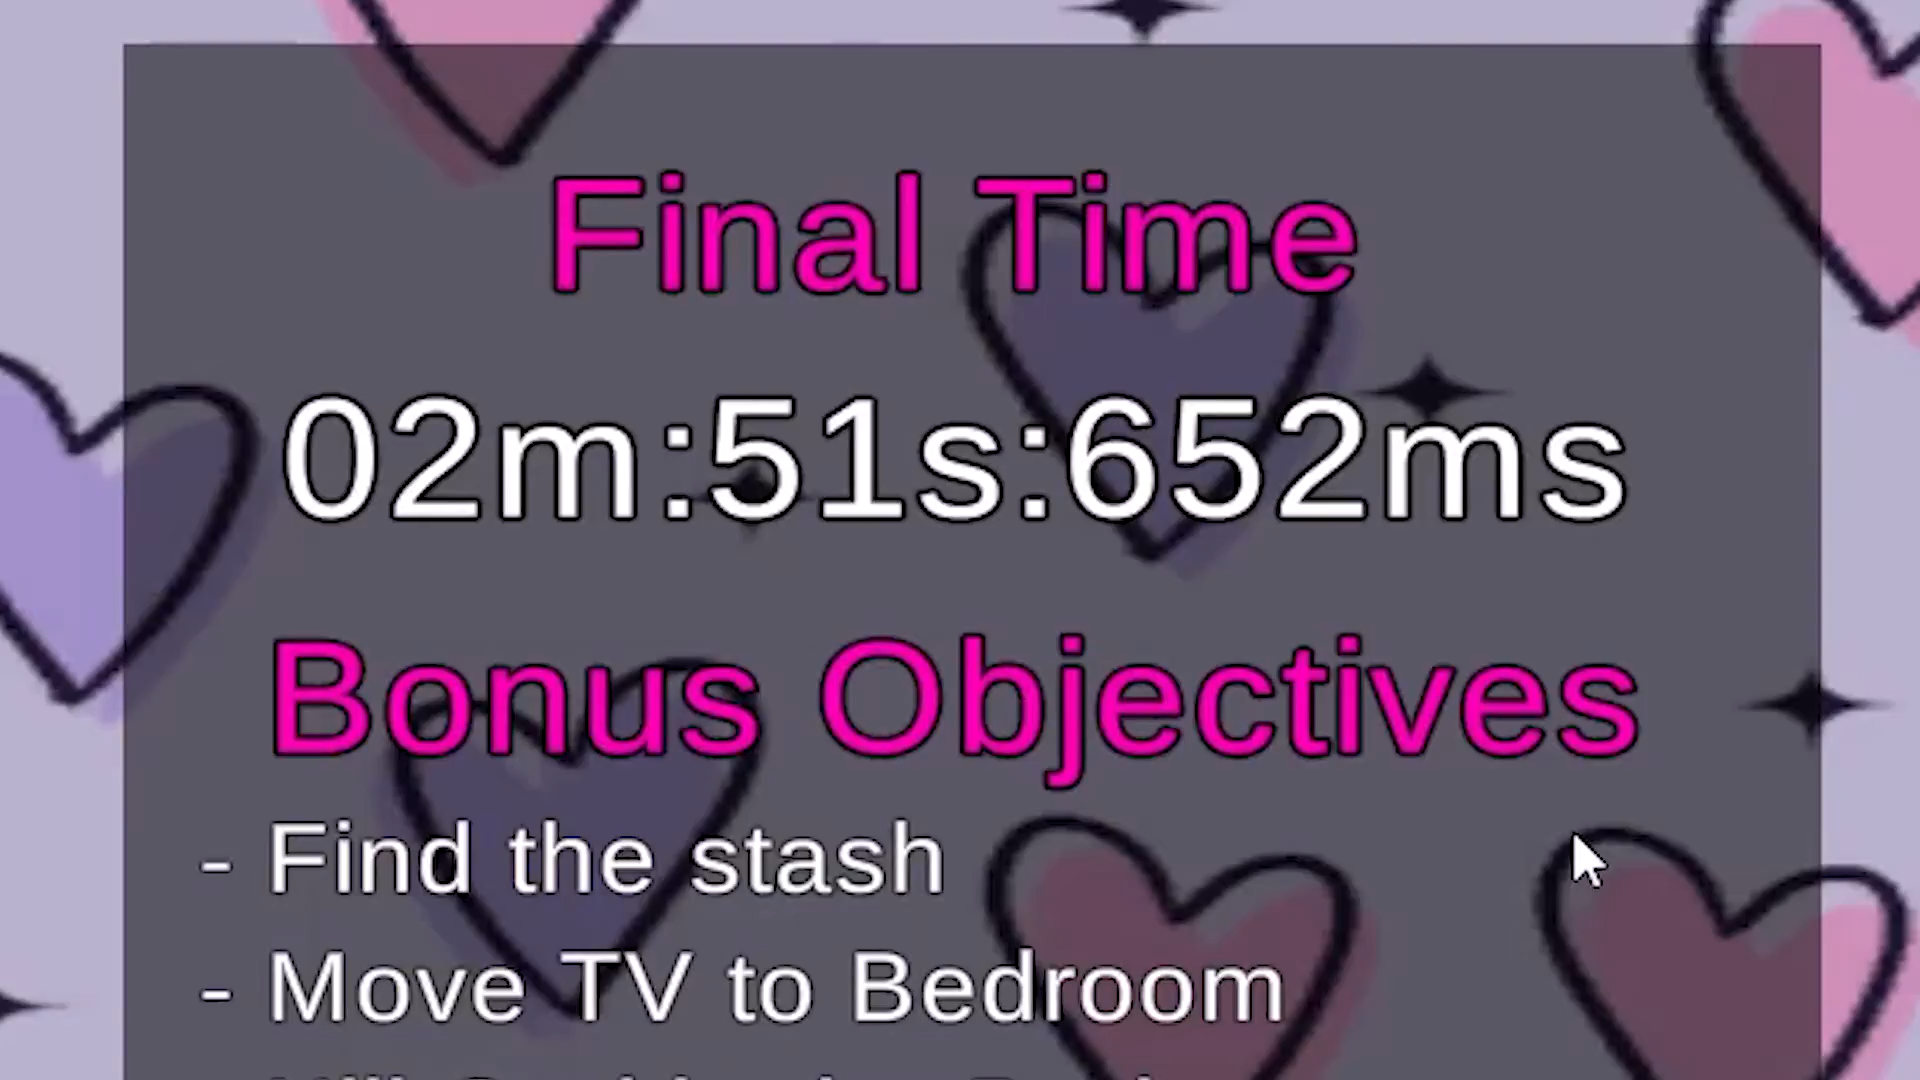 Final Time
02m:51s:652ms
Bonus Objectives
- Find the stash
- Move TV to Bedroom